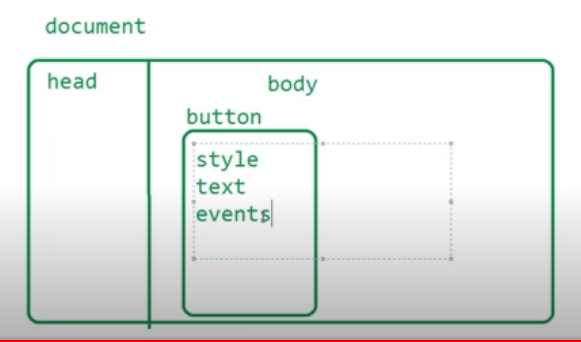 document
head
body
button
style
text
events